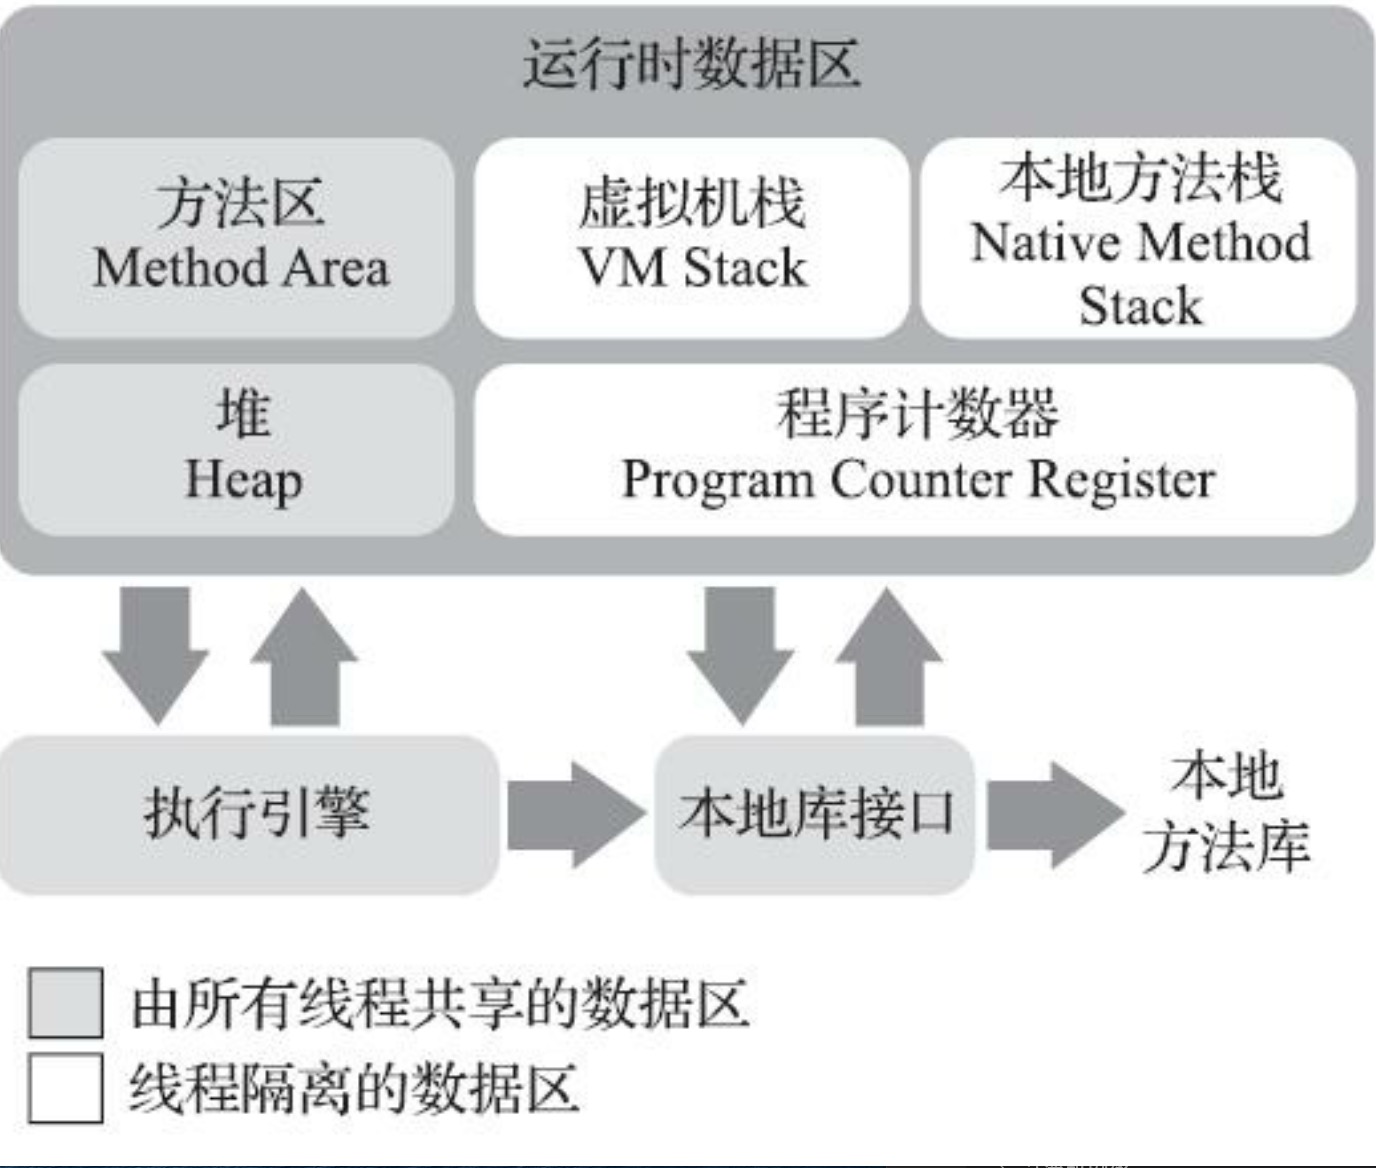 运行时数据区
方法区
Method Area
虚拟机栈
VM Stack
本地方法栈
Native Method
Stack
堆
Heap
程序计数器
Program Counter Register
执行引擎
本地库接口
本地
方法库
由所有线程共享的数据区
线程隔离的数据区